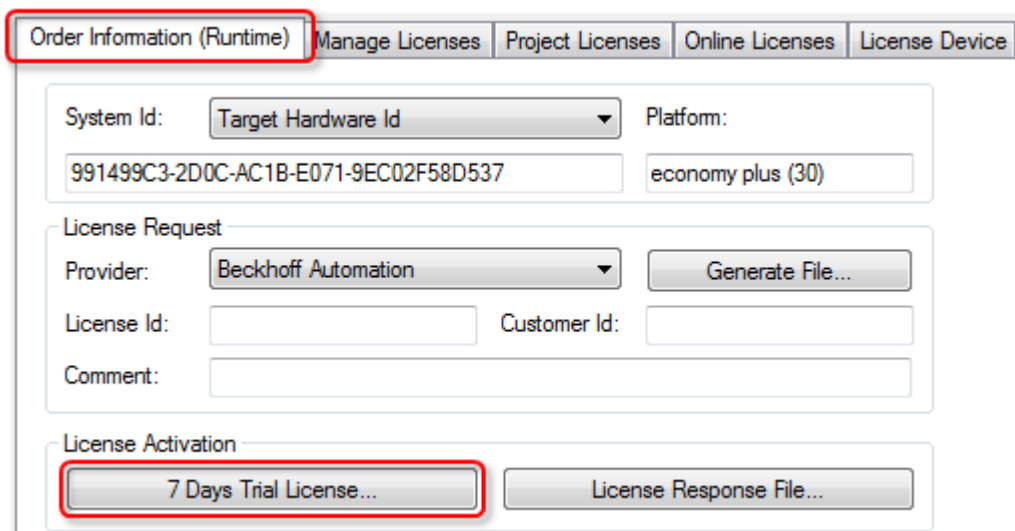 Order Information (Runtime) Manage Licenses Project Licenses Online Licenses License Device
System Id: Target Hardware Id Platform:
991499C3-2D0C-AC1B-E071-9EC02F58D537 economy plus (30)
License Request
Provider: Beckhoff Automation Generate File...
License Id: Customer Id:
Comment:
License Activation
7 Days Trial License... License Response File...